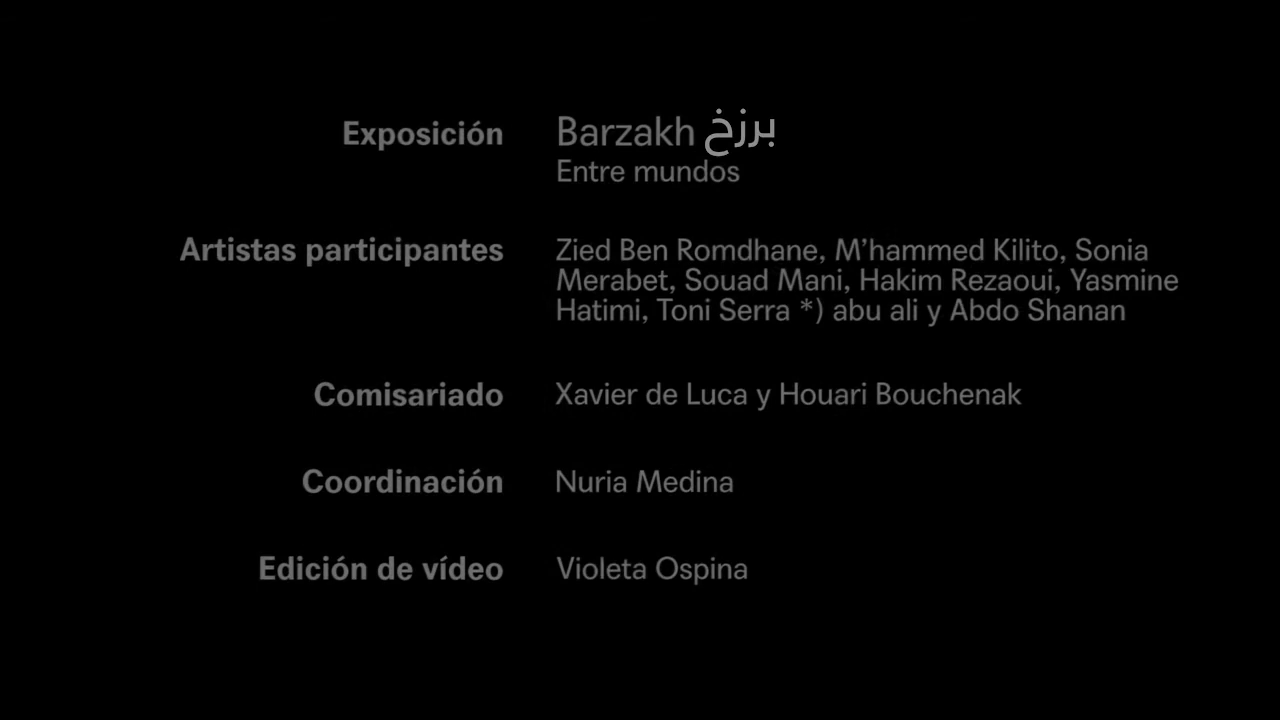 Exposición Barzakh برزخ
Entre mundos
Artistas participantes Zied Ben Romdhane, M’hammed Kilito, Sonia
Merabet, Souad Mani, Hakim Rezaoui, Yasmine
Hatimi, Toni Serra *) abu ali y Abdo Shanan
Comisariado Xavier de Luca y Houari Bouchenak
Coordinación Nuria Medina
Edición de vídeo Violeta Ospina